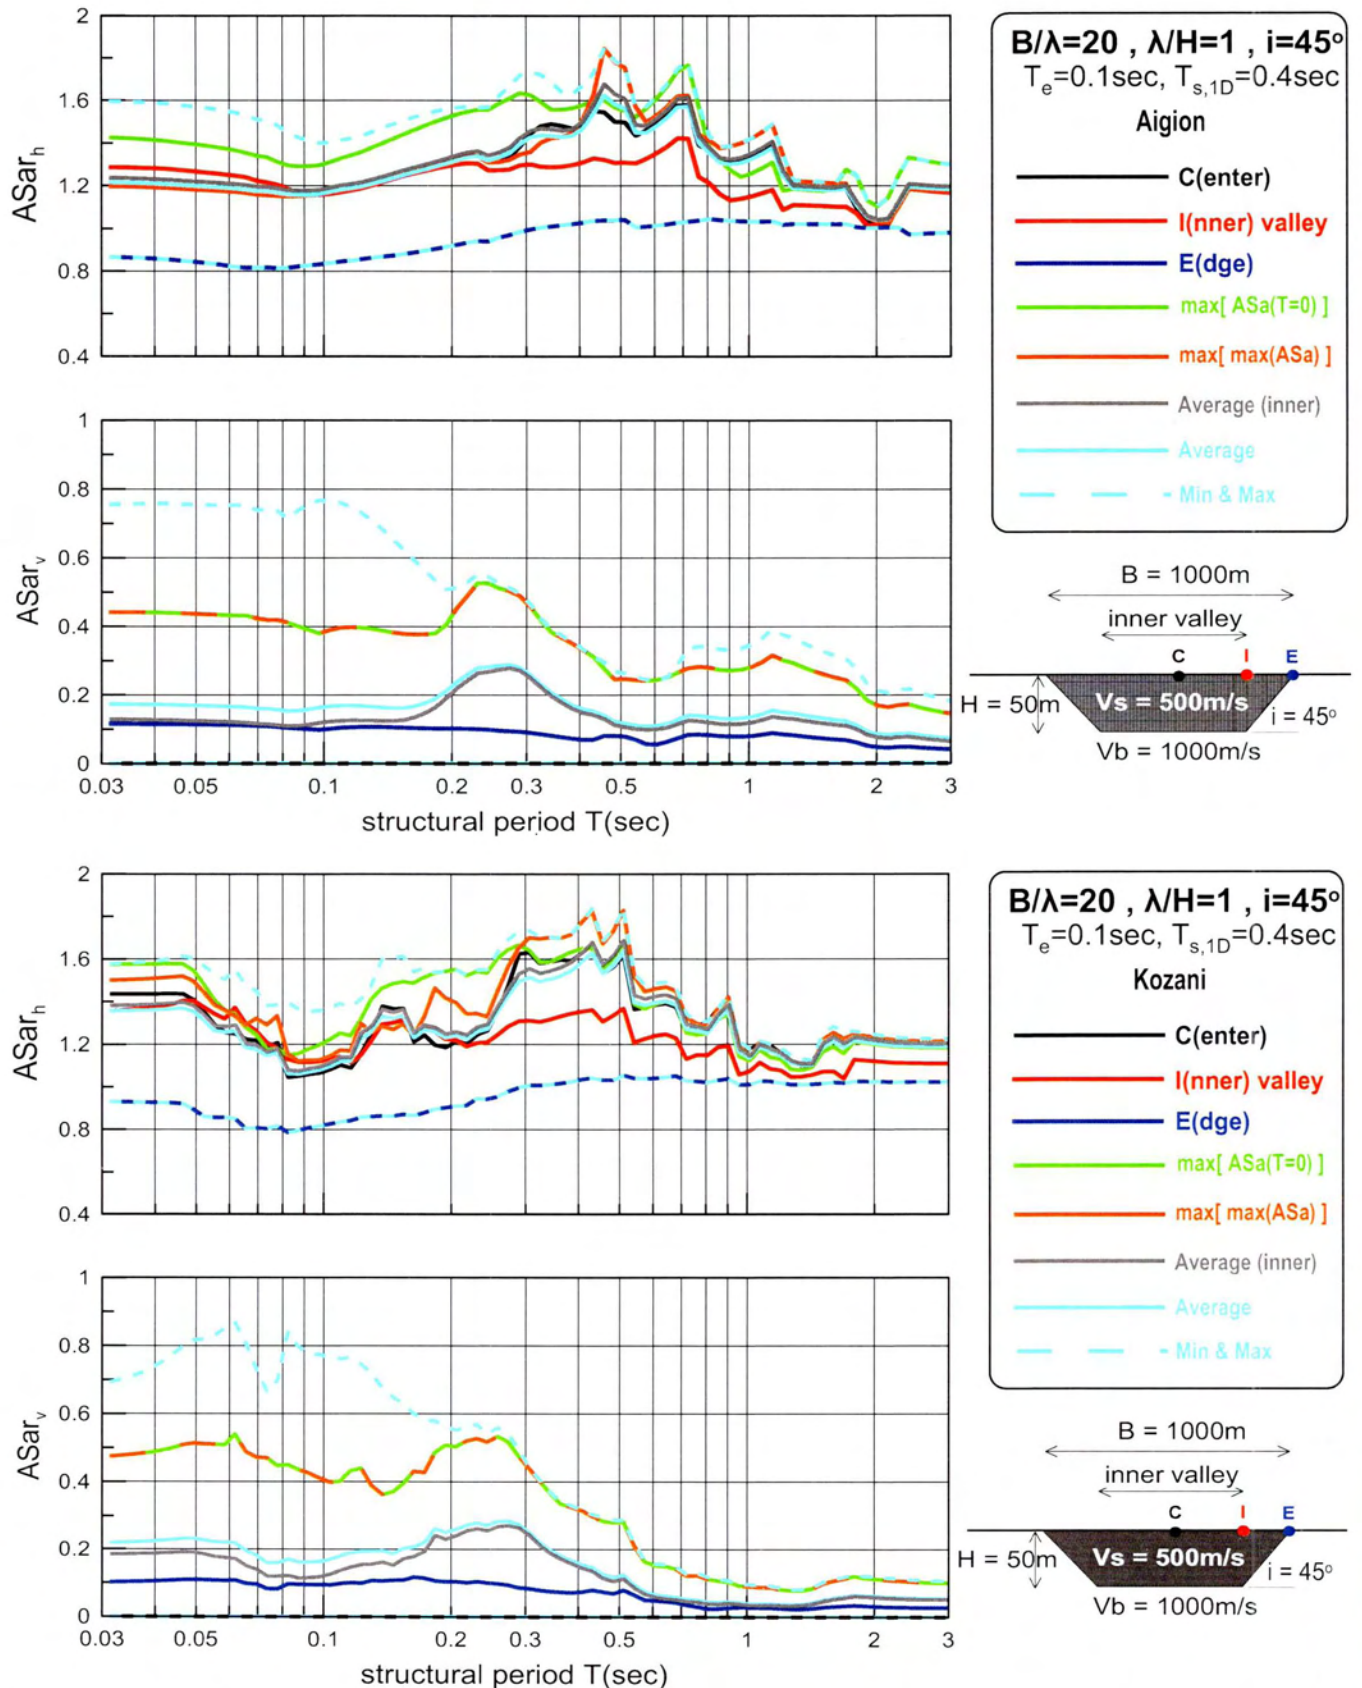 2
1.6
1.2
0.8
0.4
ASar_h
1
0.8
0.6
0.4
0.2
0
ASar_v
0.03 0.05 0.1 0.2 0.3 0.5 1 2 3
structural period T(sec)
B/λ=20 , λ/H=1 , i=45°
T_e=0.1sec, T_s,1D=0.4sec
Aigion
C(enter)
I(nner) valley
E(dge)
max[ ASa(T=0) ]
max[ max(ASa) ]
Average (inner)
Average
Min & Max
B = 1000m
inner valley
C I E
H = 50m Vs = 500m/s i = 45°
Vb = 1000m/s
2
1.6
1.2
0.8
0.4
ASar_h
1
0.8
0.6
0.4
0.2
0
ASar_v
0.03 0.05 0.1 0.2 0.3 0.5 1 2 3
structural period T(sec)
B/λ=20 , λ/H=1 , i=45°
T_e=0.1sec, T_s,1D=0.4sec
Kozani
C(enter)
I(nner) valley
E(dge)
max[ ASa(T=0) ]
max[ max(ASa) ]
Average (inner)
Average
Min & Max
B = 1000m
inner valley
C I E
H = 50m Vs = 500m/s i = 45°
Vb = 1000m/s